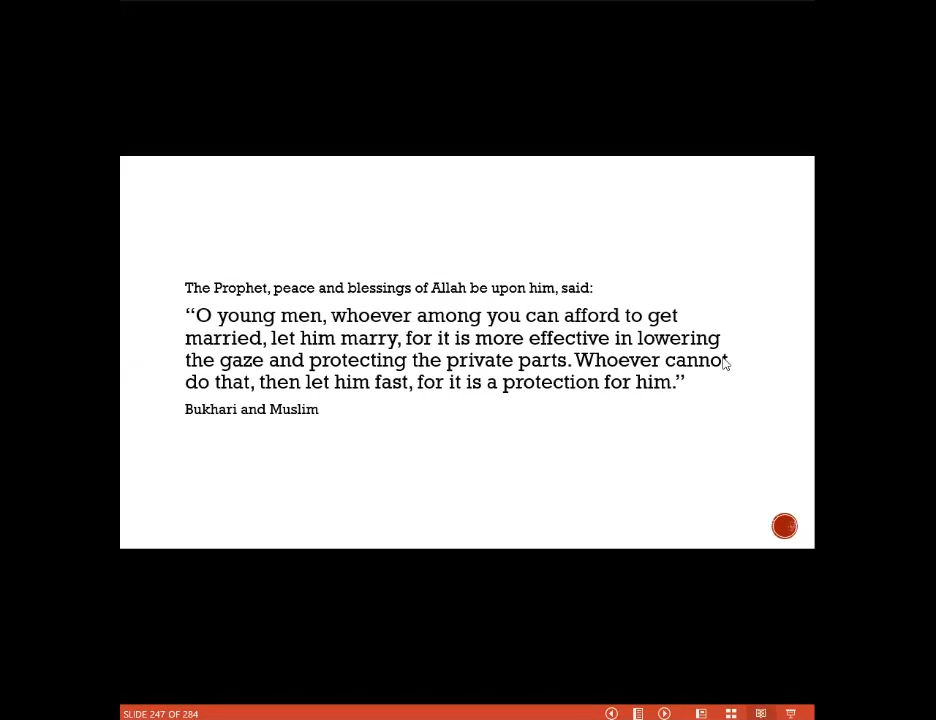 The Prophet, peace and blessings of Allah be upon him, said:
“O young men, whoever among you can afford to get
married, let him marry, for it is more effective in lowering
the gaze and protecting the private parts. Whoever cannot
do that, then let him fast, for it is a protection for him.”
Bukhari and Muslim
SLIDE 247 OF 284